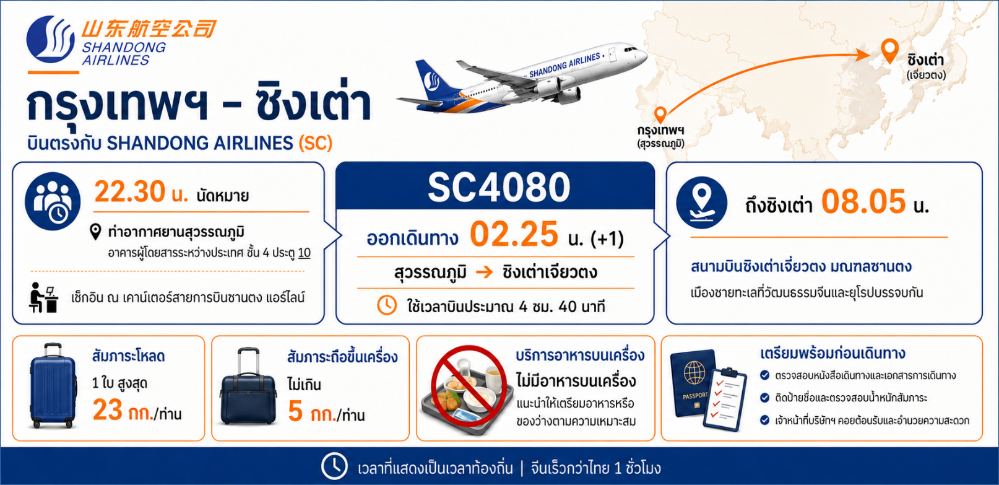 山东航空公司
SHANDONG
AIRLINES
กรุงเทพฯ - ชิงเต่า
บินตรงกับ SHANDONG AIRLINES (SC)
SHANDONG AIRLINES
ชิงเต่า
(เจี่ยวตง)
กรุงเทพฯ
(สุวรรณภูมิ)
22.30 น. นัดหมาย
ท่าอากาศยานสุวรรณภูมิ
อาคารผู้โดยสารระหว่างประเทศ ชั้น 4 ประตู 10
เช็กอิน ณ เคาน์เตอร์สายการบินซานตง แอร์ไลน์
SC4080
ออกเดินทาง 02.25 น. (+1)
สุวรรณภูมิ → ชิงเต่าเจียวตง
ใช้เวลาบินประมาณ 4 ชม. 40 นาที
ถึงชิงเต่า 08.05 น.
สนามบินชิงเต่าเจี่ยวตง มณฑลซานตง
เมืองชายทะเลที่วัฒนธรรมจีนและยุโรปบรรจบกัน
สัมภาระโหลด
1 ใบ สูงสุด
23 กก./ท่าน
สัมภาระถือขึ้นเครื่อง
ไม่เกิน
5 กก./ท่าน
บริการอาหารบนเครื่อง
ไม่มีอาหารบนเครื่อง
แนะนำให้เตรียมอาหารหรือ
ของว่างตามความเหมาะสม
PASSPORT
เตรียมพร้อมก่อนเดินทาง
ตรวจสอบหนังสือเดินทางและเอกสารการเดินทาง
ติดป้ายชื่อและตรวจสอบน้ำหนักสัมภาระ
เจ้าหน้าที่บริษัทฯ คอยต้อนรับและอำนวยความสะดวก
เวลาที่แสดงเป็นเวลาท้องถิ่น | จีนเร็วกว่าไทย 1 ชั่วโมง